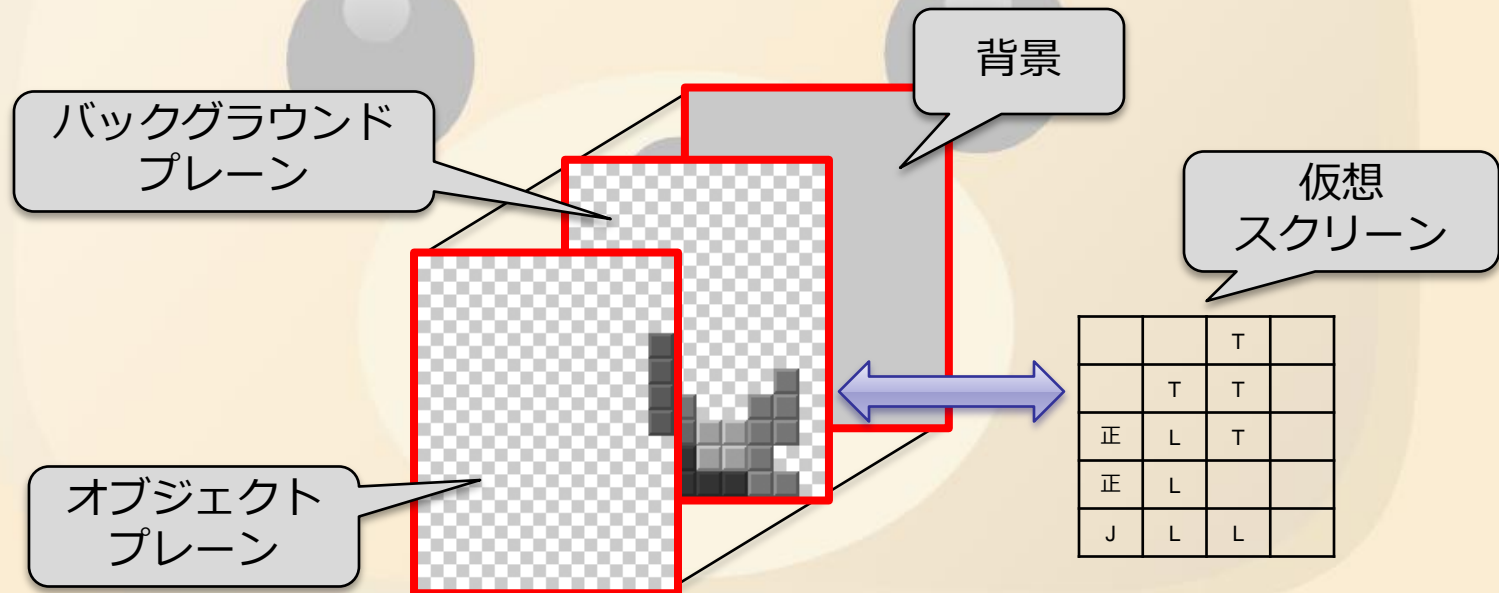 背景
バックグラウンド
プレーン
仮想
スクリーン
オブジェクト
プレーン
T
T T
正 L T
正 L
J L L